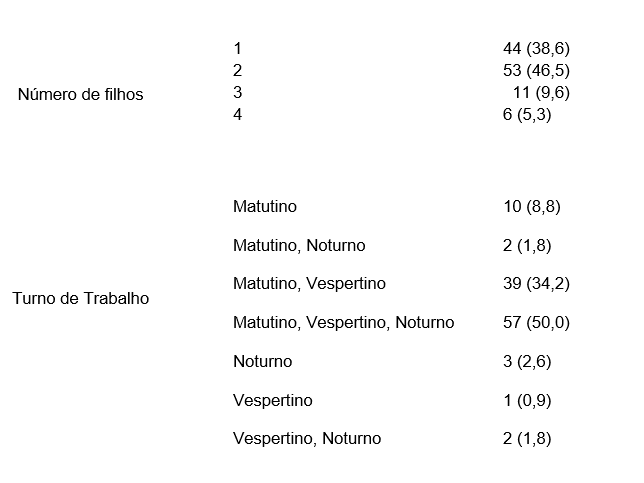 1 44 (38,6)
2 53 (46,5)
Número de filhos 3 11 (9,6)
4 6 (5,3)
Matutino 10 (8,8)
Matutino, Noturno 2 (1,8)
Matutino, Vespertino 39 (34,2)
Turno de Trabalho
Matutino, Vespertino, Noturno 57 (50,0)
Noturno 3 (2,6)
Vespertino 1 (0,9)
Vespertino, Noturno 2 (1,8)